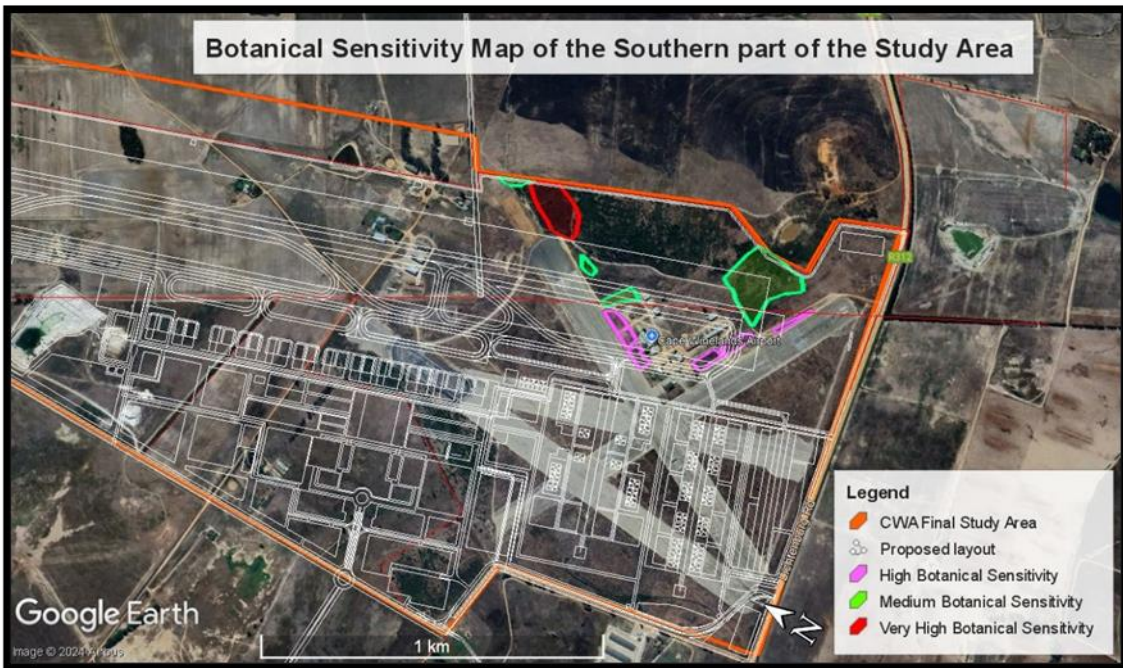 Botanical Sensitivity Map of the Southern part of the Study Area
R312
Cape Winelands Airport
Legend
CWA Final Study Area
Proposed layout
High Botanical Sensitivity
Medium Botanical Sensitivity
Very High Botanical Sensitivity
N
Google Earth
1 km
Image © 2024 Airbus